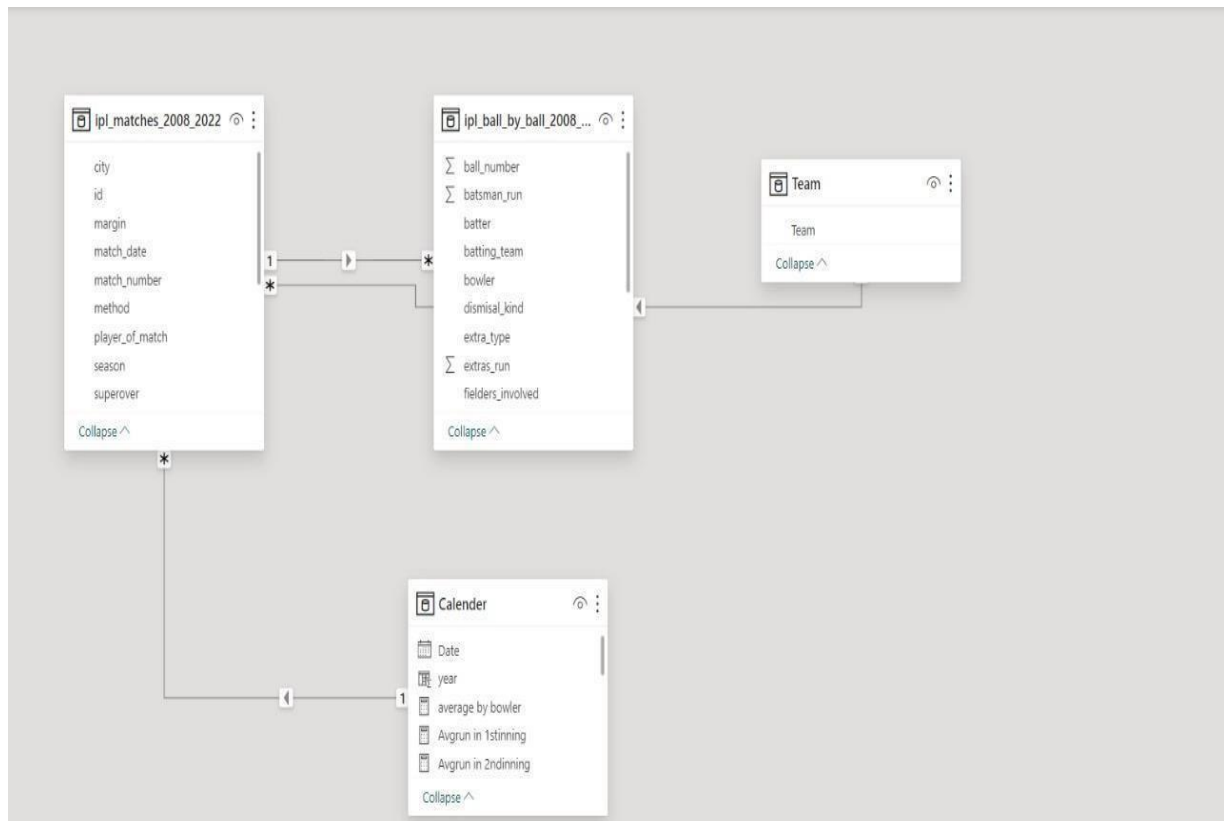 ipl_matches_2008_2022
city
id
margin
match_date
match_number
method
player_of_match
season
superover
Collapse
1
*
*
ipl_ball_by_ball_2008_...
ball_number
batsman_run
batter
batting_team
bowler
dismisal_kind
extra_type
extras_run
fielders_involved
Collapse
*
Team
Team
Collapse
*
1
Calender
Date
year
average by bowler
Avgrun in 1stinning
Avgrun in 2ndinning
Collapse